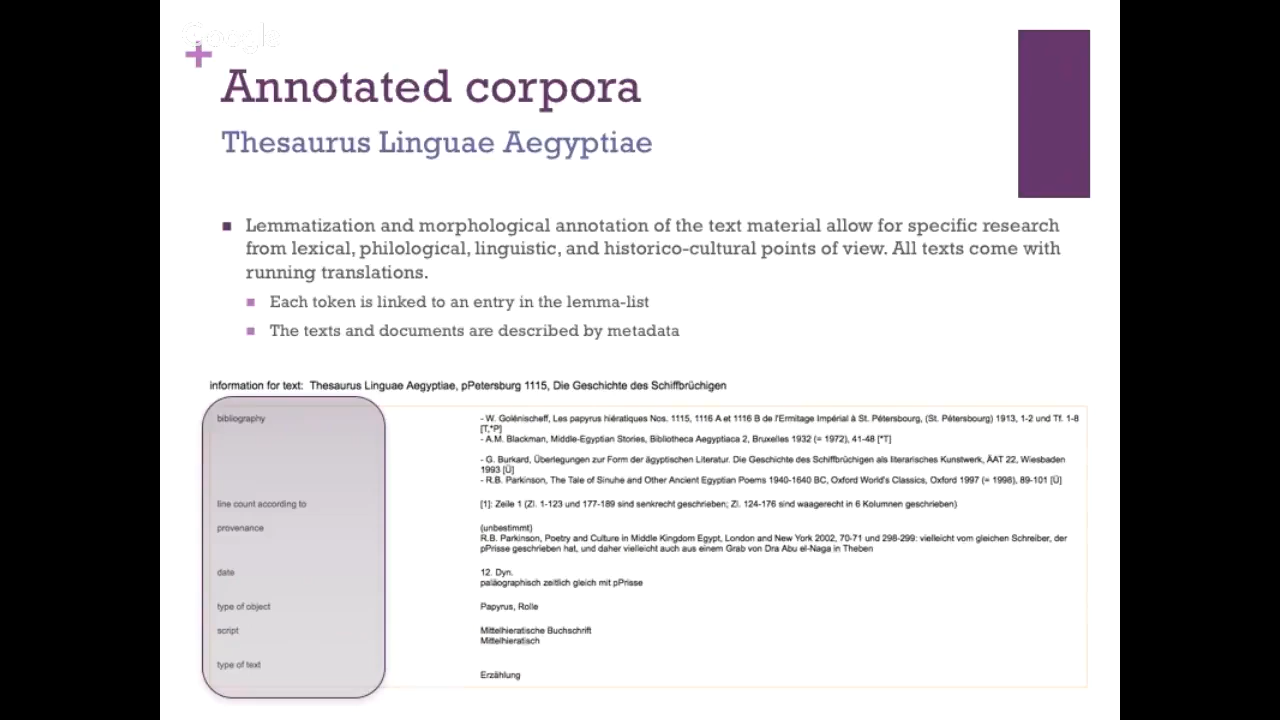 Google
+
Annotated corpora
Thesaurus Linguae Aegyptiae
Lemmatization and morphological annotation of the text material allow for specific research
from lexical, philological, linguistic, and historico-cultural points of view. All texts come with
running translations.
Each token is linked to an entry in the lemma-list
The texts and documents are described by metadata
information for text: Thesaurus Linguae Aegyptiae, pPetersburg 1115, Die Geschichte des Schiffbrüchigen
bibliography
- W. Golénischeff, Les papyrus hiératiques Nos. 1115, 1116 A et 1116 B de l'Ermitage Impérial à St. Pétersbourg, (St. Pétersbourg) 1913, 1-2 und Tf. 1-8
[T,*P]
- A.M. Blackman, Middle-Egyptian Stories, Bibliotheca Aegyptiaca 2, Bruxelles 1932 (= 1972), 41-48 [*T]
- G. Burkard, Überlegungen zur Form der ägyptischen Literatur. Die Geschichte des Schiffbrüchigen als literarisches Kunstwerk, ÄAT 22, Wiesbaden
1993 [Ü]
- R.B. Parkinson, The Tale of Sinuhe and Other Ancient Egyptian Poems 1940-1640 BC, Oxford World's Classics, Oxford 1997 (= 1998), 89-101 [Ü]
line count according to
[1]: Zeile 1 (Zl. 1-123 und 177-189 sind senkrecht geschrieben; Zl. 124-176 sind waagerecht in 6 Kolumnen geschrieben)
provenance
(unbestimmt)
R.B. Parkinson, Poetry and Culture in Middle Kingdom Egypt, London and New York 2002, 70-71 und 298-299: vielleicht vom gleichen Schreiber, der
pPrisse geschrieben hat, und daher vielleicht auch aus einem Grab von Dra Abu el-Naga in Theben
date
12. Dyn.
paläographisch zeitlich gleich mit pPrisse
type of object
Papyrus, Rolle
script
Mittelhieratische Buchschrift
Mittelhieratisch
type of text
Erzählung